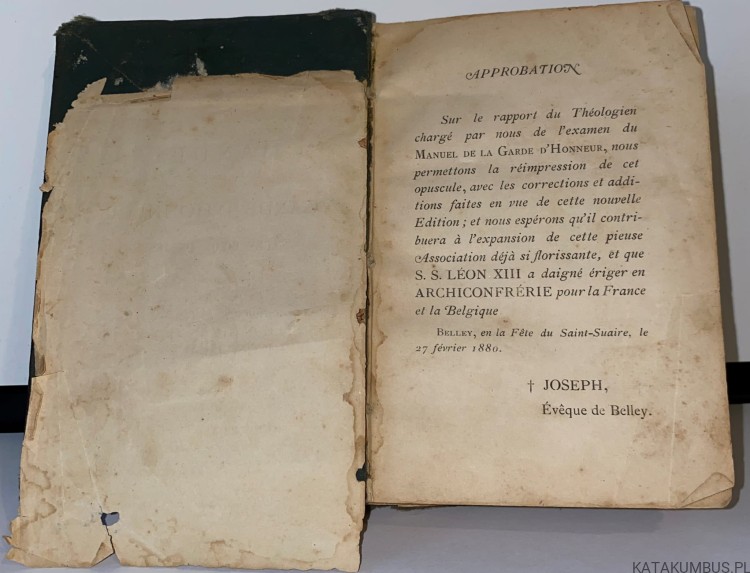 APPROBATION
Sur le rapport du Théologien
chargé par nous de l'examen du
MANUEL DE LA GARDE D'HONNEUR, nous
permettons la réimpression de cet
opuscule, avec les corrections et addi-
tions faites en vue de cette nouvelle
Edition ; et nous espérons qu'il contri-
buera à l'expansion de cette pieuse
Association déjà si florissante, et que
S. S. LÉON XIII a daigné ériger en
ARCHICONFRÉRIE pour la France
et la Belgique
BELLEY, en la Fête du Saint-Suaire, le
27 février 1880.
† JOSEPH,
Évêque de Belley.
KATAKUMBUS.PL